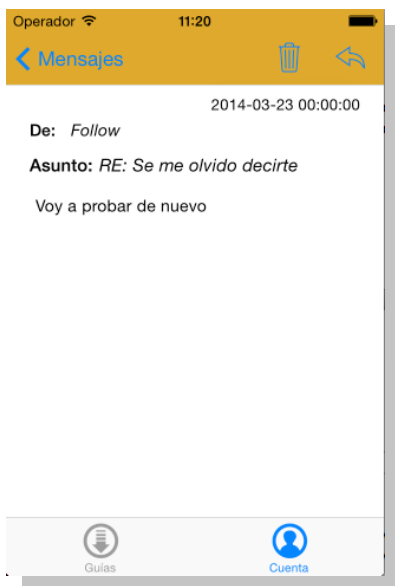 Operador 11:20
Mensajes
2014-03-23 00:00:00
De: Follow
Asunto: RE: Se me olvido decirte
Voy a probar de nuevo
Guías Cuenta